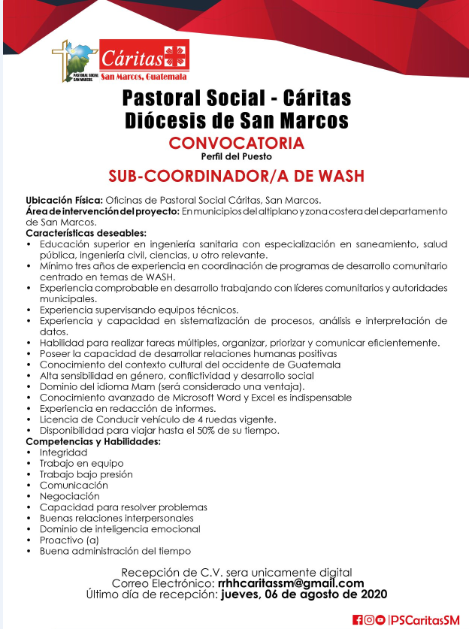 PASTORAL SOCIAL
SAN MARCOS
Cáritas
San Marcos, Guatemala
Pastoral Social - Cáritas
Diócesis de San Marcos
CONVOCATORIA
Perfil del Puesto
SUB-COORDINADOR/A DE WASH
Ubicación Física: Oficinas de Pastoral Social Cáritas, San Marcos.
Área de intervención del proyecto: En municipios del altiplano y zona costera del departamento
de San Marcos.
Características deseables:
• Educación superior en ingeniería sanitaria con especialización en saneamiento, salud
pública, ingeniería civil, ciencias, u otro relevante.
• Mínimo tres años de experiencia en coordinación de programas de desarrollo comunitario
centrado en temas de WASH.
• Experiencia comprobable en desarrollo trabajando con líderes comunitarios y autoridades
municipales.
• Experiencia supervisando equipos técnicos.
• Experiencia y capacidad en sistematización de procesos, análisis e interpretación de
datos.
• Habilidad para realizar tareas múltiples, organizar, priorizar y comunicar eficientemente.
• Poseer la capacidad de desarrollar relaciones humanas positivas
• Conocimiento del contexto cultural del occidente de Guatemala
• Alta sensibilidad en género, conflictividad y desarrollo social
• Dominio del idioma Mam (será considerado una ventaja).
• Conocimiento avanzado de Microsoft Word y Excel es indispensable
• Experiencia en redacción de informes.
• Licencia de Conducir vehículo de 4 ruedas vigente.
• Disponibilidad para viajar hasta el 50% de su tiempo.
Competencias y Habilidades:
• Integridad
• Trabajo en equipo
• Trabajo bajo presión
• Comunicación
• Negociación
• Capacidad para resolver problemas
• Buenas relaciones interpersonales
• Dominio de inteligencia emocional
• Proactivo (a)
• Buena administración del tiempo
Recepción de C.V. sera unicamente digital
Correo Electrónico: rrhhcaritassm@gmail.com
Último día de recepción: jueves, 06 de agosto de 2020
|PSCaritasSM